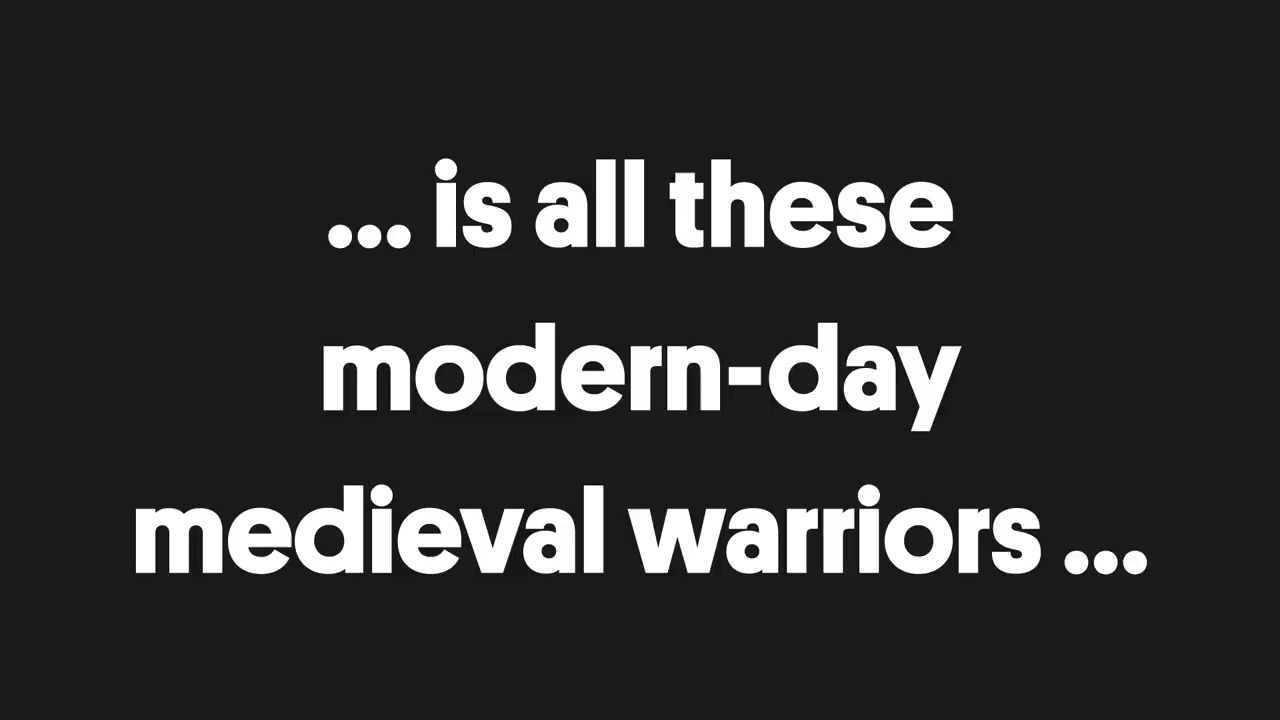 ... is all these
modern-day
medieval warriors ...